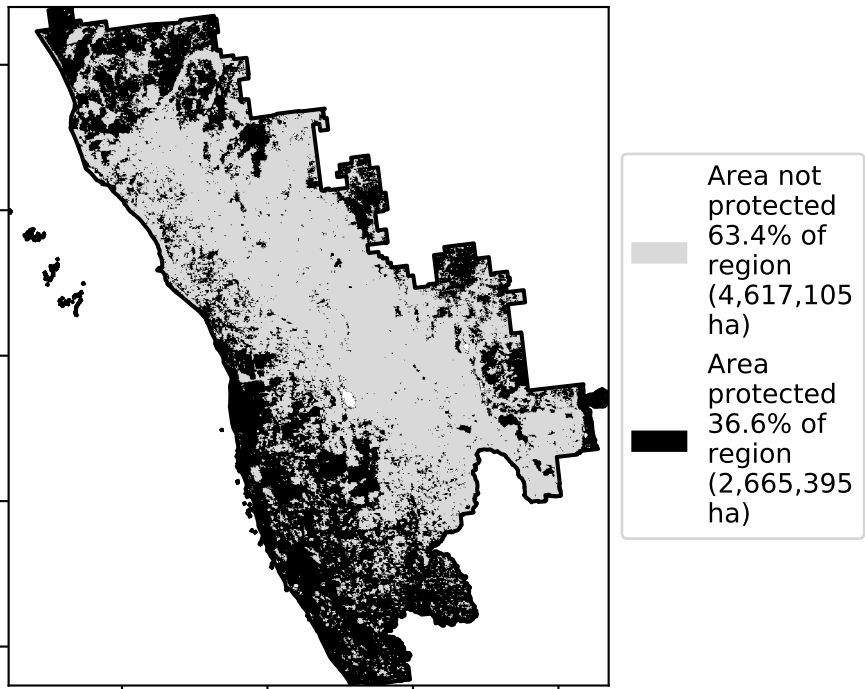 Area not
protected
63.4% of
region
(4,617,105
ha)
Area
protected
36.6% of
region
(2,665,395
ha)